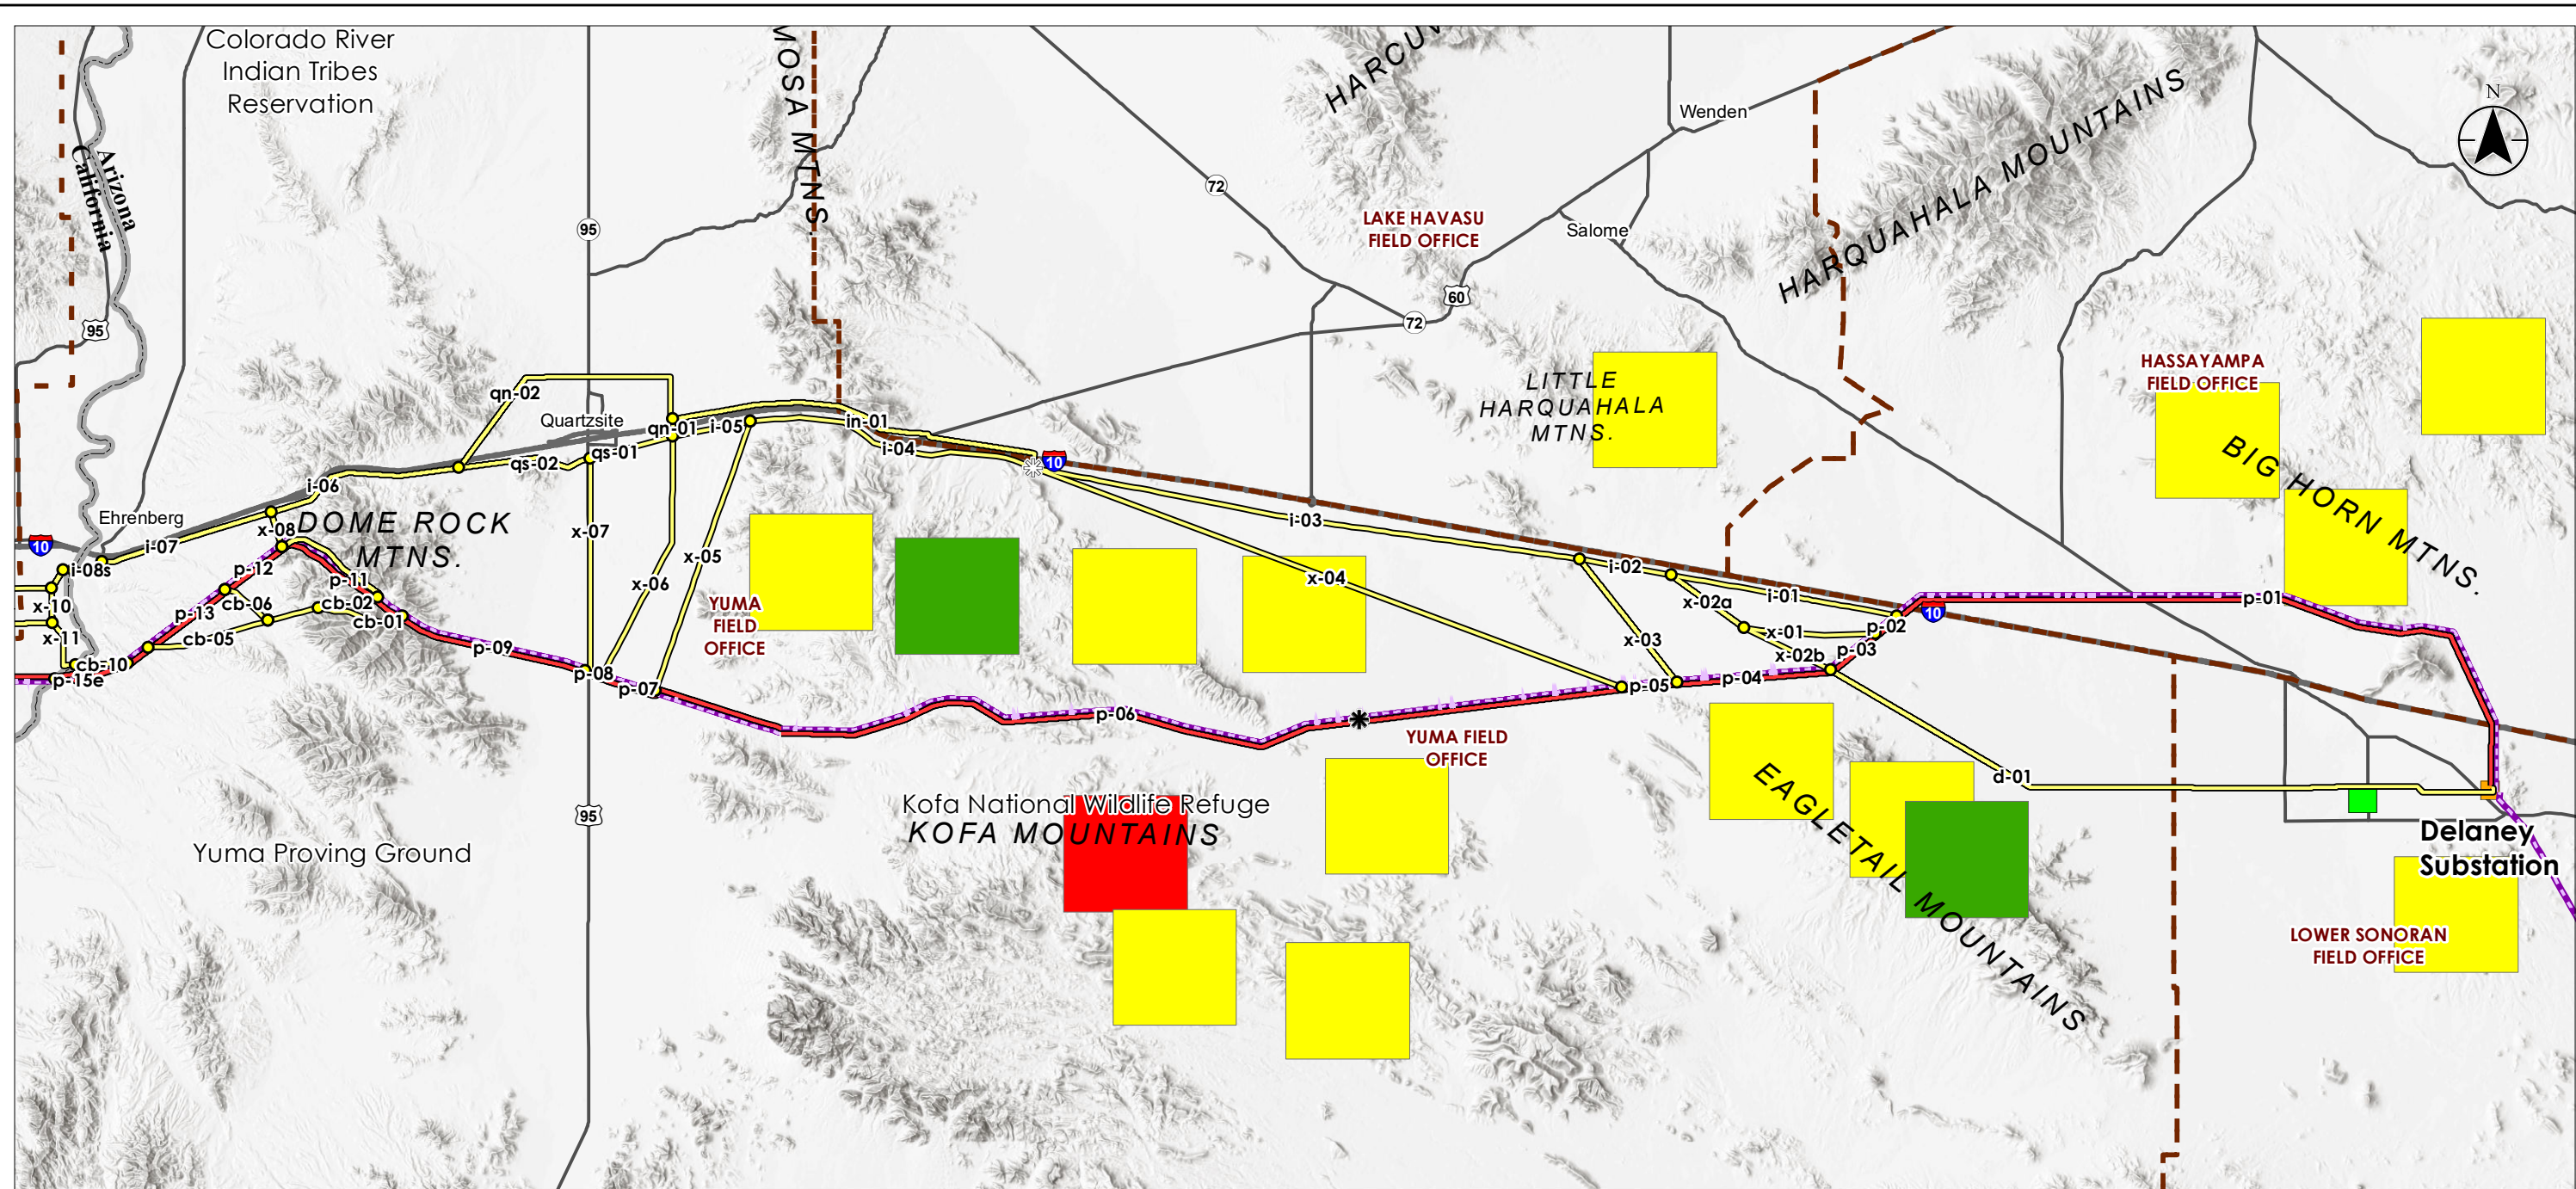 Colorado River
Indian Tribes
Reservation
MOSA MTNS.
N
Wenden
Arizona
California
HARQUAHALA MOUNTAINS
72
95
LAKE HAVASU
FIELD OFFICE
Salome
60
72
95
HASSAYAMPA
FIELD OFFICE
LITTLE
HARQUAHALA
MTNS.
qn-02
Quartzsite
qn-01
i-05
in-01
i-04
BIG HORN MTNS.
qs-02
qs-01
10
i-06
Ehrenberg
DOME ROCK
MTNS.
x-08
x-07
i-03
10
i-07
i-08s
p-12
p-11
x-06
x-05
x-04
i-02
i-01
p-01
x-10
cb-06
cb-02
x-02a
10
p-13
cb-01
YUMA
FIELD
OFFICE
x-11
cb-05
p-09
x-03
x-01
p-02
x-02b
p-03
cb-10
p-15e
p-08
p-07
p-05
p-04
p-06
YUMA FIELD
OFFICE
d-01
EAGLETAIL MOUNTAINS
Kofa National Wildlife Refuge
KOFA MOUNTAINS
95
Yuma Proving Ground
Delaney
Substation
LOWER SONORAN
FIELD OFFICE